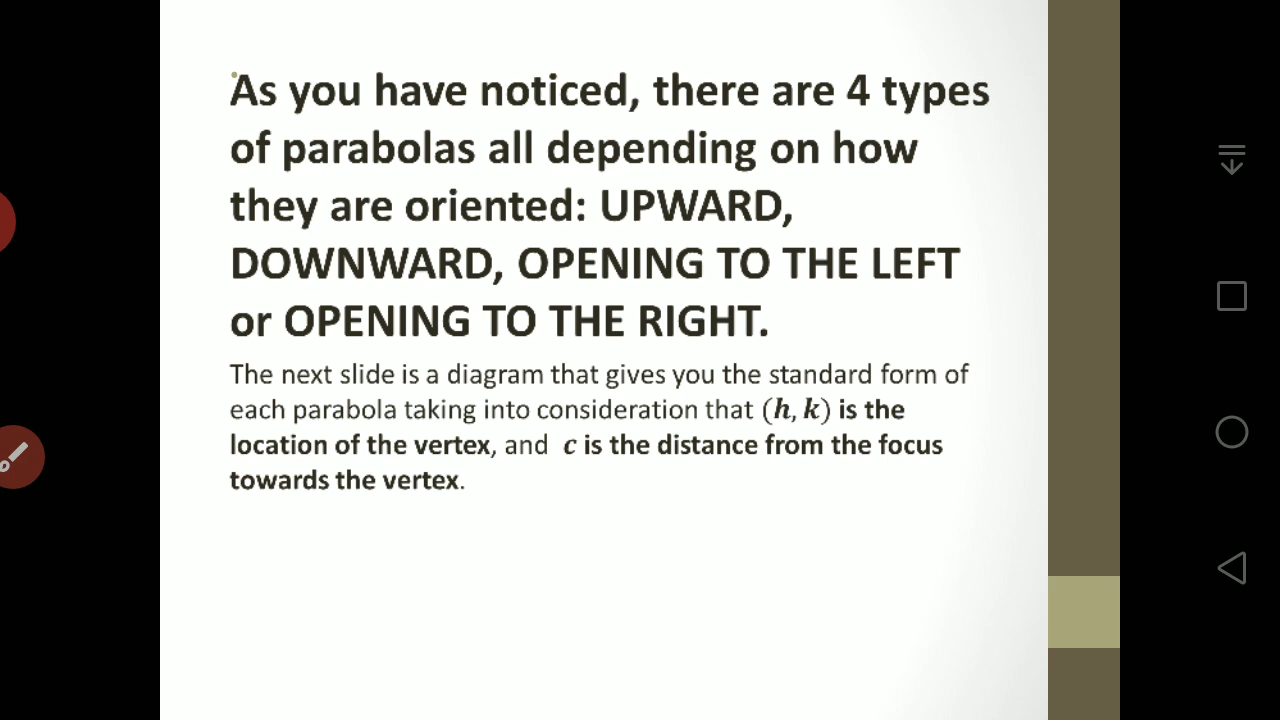 As you have noticed, there are 4 types
of parabolas all depending on how
they are oriented: UPWARD,
DOWNWARD, OPENING TO THE LEFT
or OPENING TO THE RIGHT.
The next slide is a diagram that gives you the standard form of
each parabola taking into consideration that (h, k) is the
location of the vertex, and c is the distance from the focus
towards the vertex.